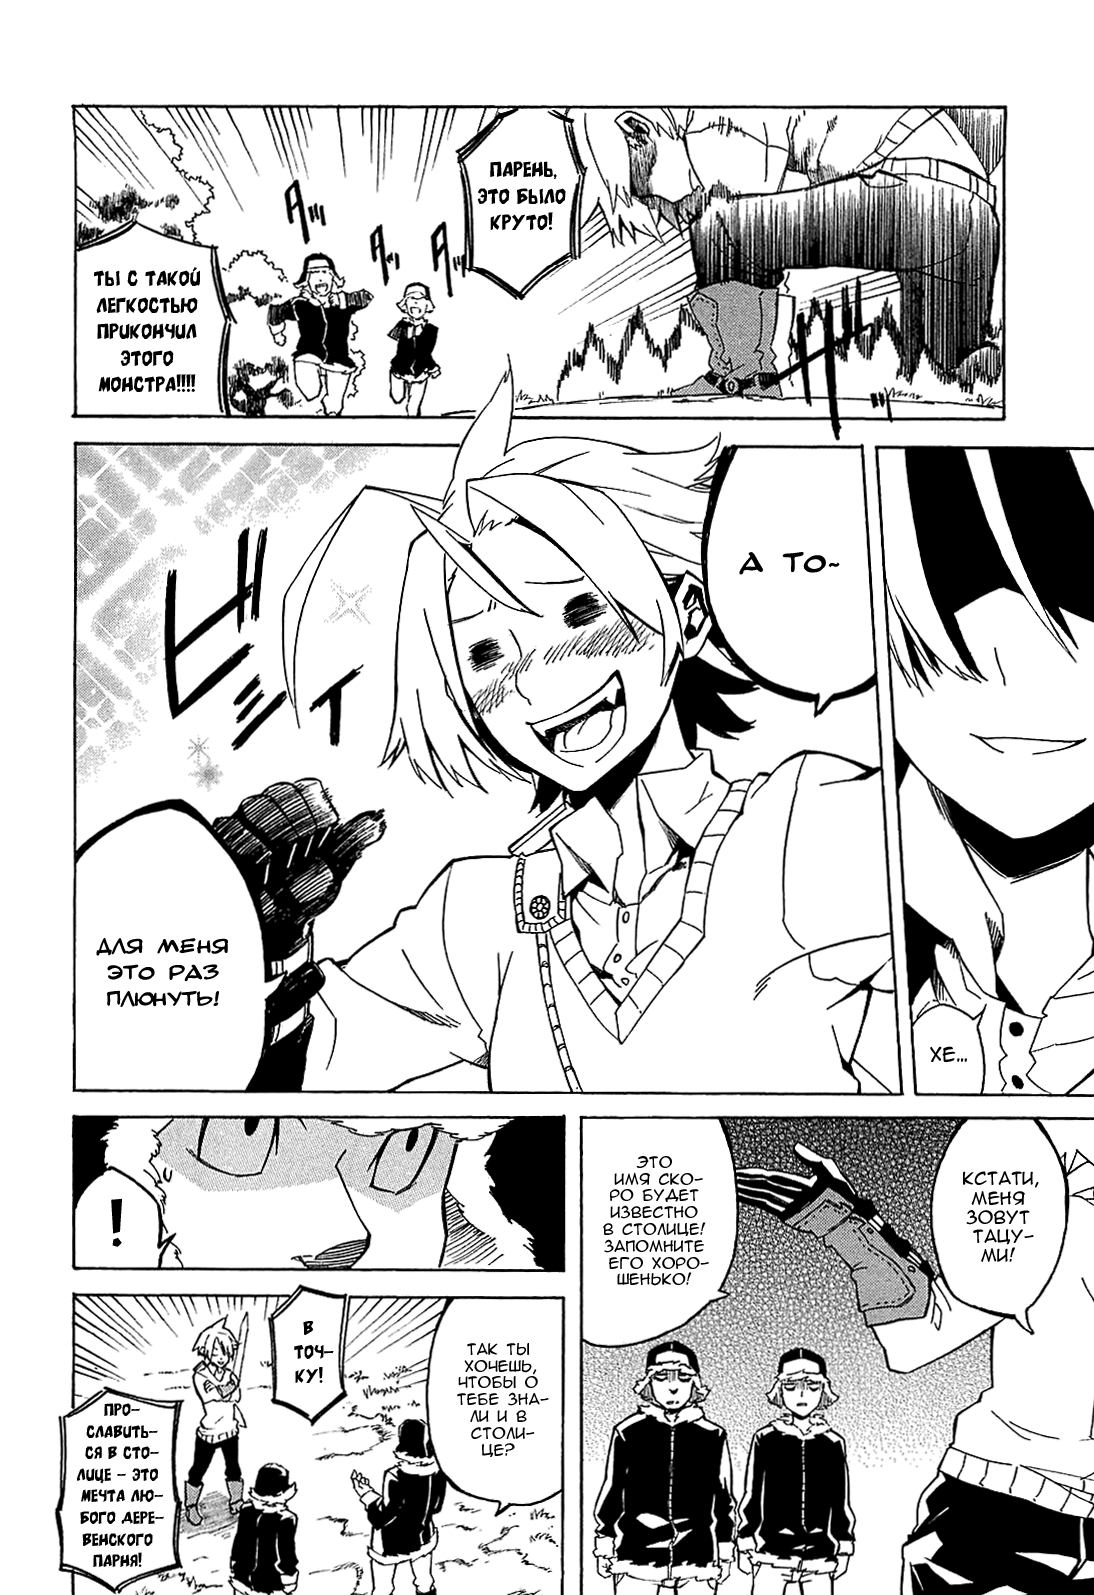 ПАРЕНЬ,
ЭТО БЫЛО
КРУТО!
ТЫ С ТАКОЙ
ЛЕГКОСТЬЮ
ПРИКОНЧИЛ
ЭТОГО
МОНСТРА!!!!
ХЕ...
А ТО~
ДЛЯ МЕНЯ
ЭТО РАЗ
ПЛЮНУТЬ!
КСТАТИ,
МЕНЯ
ЗОВУТ
ТАЦУ-
МИ!
ЭТО
ИМЯ СКО-
РО БУДЕТ
ИЗВЕСТНО
В СТОЛИЦЕ!
ЗАПОМНИТЕ
ЕГО ХОРО-
ШЕНЬКО!
!
ТАК ТЫ
ХОЧЕШЬ,
ЧТОБЫ О
ТЕБЕ ЗНА-
ЛИ И В
СТОЛИ-
ЦЕ?
В
ТОЧ-
КУ!
ПРО-
СЛАВИТЬ-
СЯ В СТО-
ЛИЦЕ – ЭТО
МЕЧТА ЛЮ-
БОГО ДЕРЕ-
ВЕНСКОГО
ПАРНЯ!